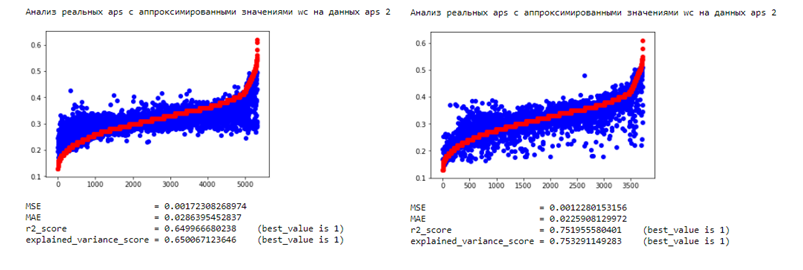 Анализ реальных aps с аппроксимированными значениями wc на данных aps 2
0.6
0.5
0.4
0.3
0.2
0.1
0 1000 2000 3000 4000 5000
MSE = 0.00172308268974
MAE = 0.0286395452837
r2_score = 0.649966680238 (best_value is 1)
explained_variance_score = 0.650067123646 (best_value is 1)
Анализ реальных aps с аппроксимированными значениями wc на данных aps 2
0.6
0.5
0.4
0.3
0.2
0.1
0 500 1000 1500 2000 2500 3000 3500
MSE = 0.0012280153156
MAE = 0.0225908129972
r2_score = 0.751955580401 (best_value is 1)
explained_variance_score = 0.753291149283 (best_value is 1)